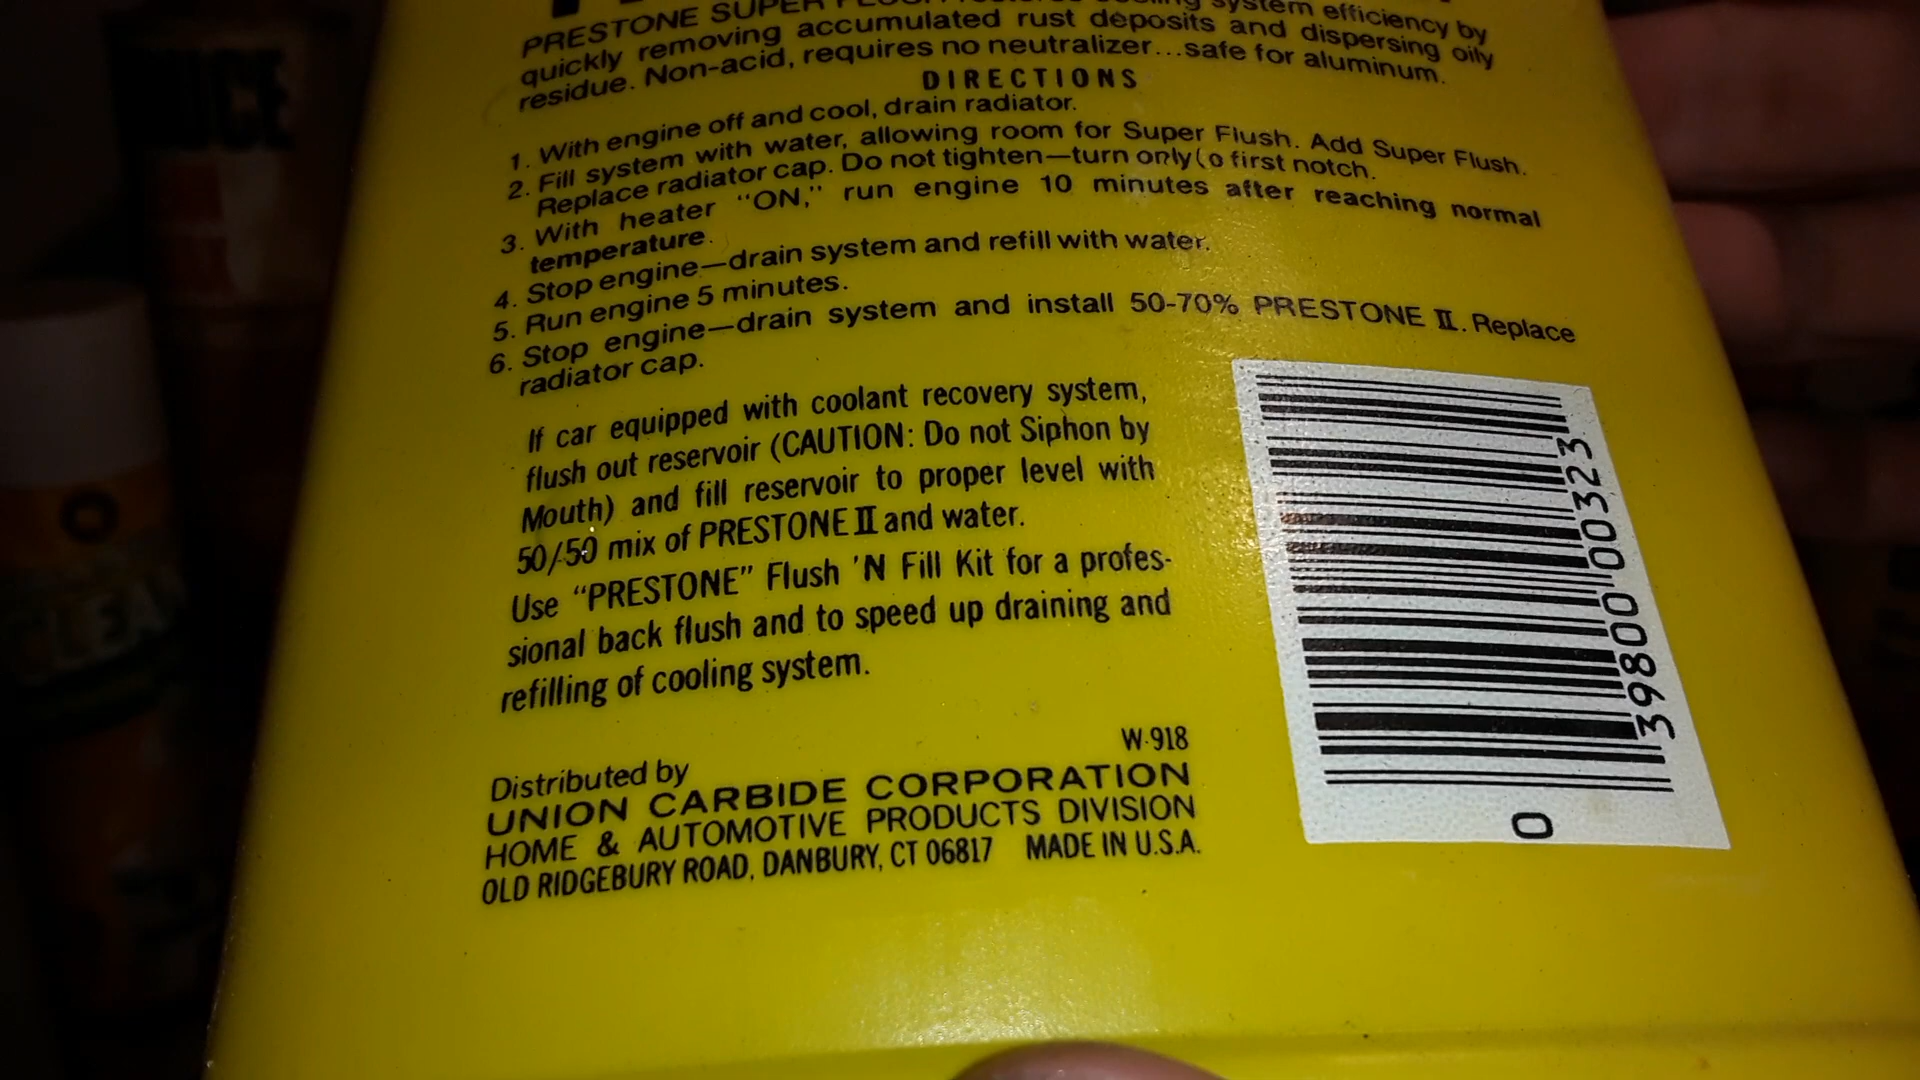 PRESTONE SUPER system efficiency by
quickly removing accumulated rust deposits and dispersing oily
residue. Non-acid, requires no neutralizer...safe for aluminum.
DIRECTIONS
1. With engine off and cool, drain radiator.
2. Fill system with water, allowing room for Super Flush. Add Super Flush.
Replace radiator cap. Do not tighten—turn only to first notch.
3. With heater "ON," run engine 10 minutes after reaching normal
temperature.
4. Stop engine—drain system and refill with water.
5. Run engine 5 minutes.
6. Stop engine—drain system and install 50-70% PRESTONE II. Replace
radiator cap.
If car equipped with coolant recovery system,
flush out reservoir (CAUTION: Do not Siphon by
Mouth) and fill reservoir to proper level with
50/50 mix of PRESTONE II and water.
Use "PRESTONE" Flush 'N Fill Kit for a profes-
sional back flush and to speed up draining and
refilling of cooling system.
W-918
Distributed by
UNION CARBIDE CORPORATION
HOME & AUTOMOTIVE PRODUCTS DIVISION
OLD RIDGEBURY ROAD, DANBURY, CT 06817 MADE IN U.S.A.
0 39800 00323